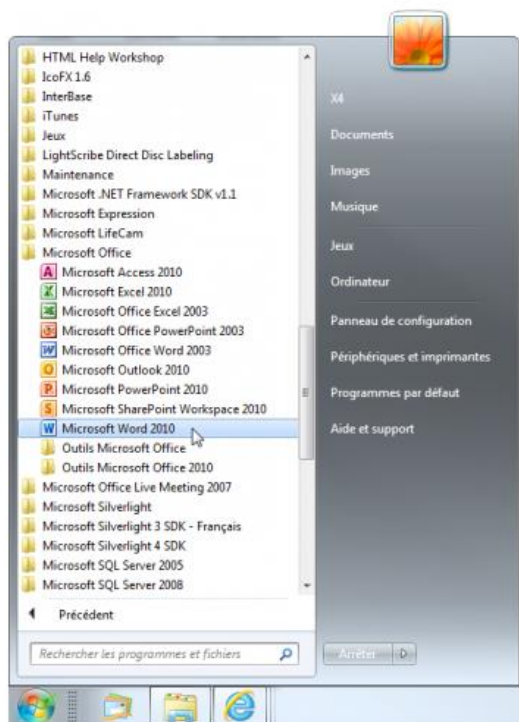 HTML Help Workshop
IcoFX 1.6
InterBase
iTunes
Jeux
LightScribe Direct Disc Labeling
Maintenance
Microsoft .NET Framework SDK v1.1
Microsoft Expression
Microsoft LifeCam
Microsoft Office
Microsoft Access 2010
Microsoft Excel 2010
Microsoft Office Excel 2003
Microsoft Office PowerPoint 2003
Microsoft Office Word 2003
Microsoft Outlook 2010
Microsoft PowerPoint 2010
Microsoft SharePoint Workspace 2010
Microsoft Word 2010
Outils Microsoft Office
Outils Microsoft Office 2010
Microsoft Office Live Meeting 2007
Microsoft Silverlight
Microsoft Silverlight 3 SDK - Français
Microsoft Silverlight 4 SDK
Microsoft SQL Server 2005
Microsoft SQL Server 2008
Précédent
Rechercher les programmes et fichiers
X4
Documents
Images
Musique
Jeux
Ordinateur
Panneau de configuration
Périphériques et imprimantes
Programmes par défaut
Aide et support
Arrêter